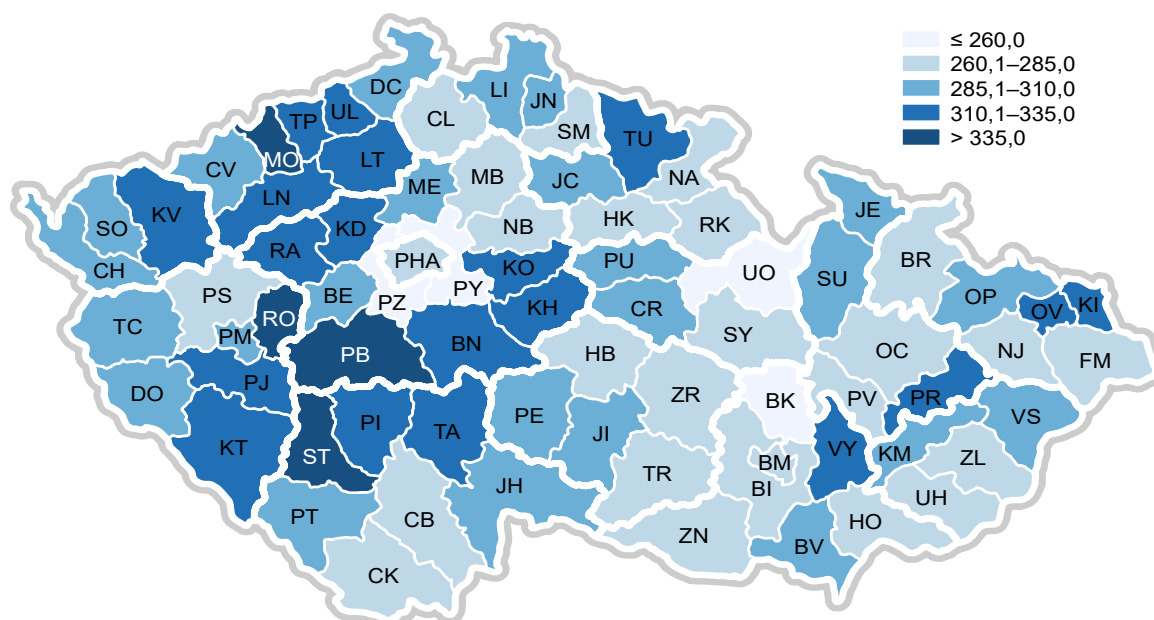 ≤ 260,0
260,1–285,0
285,1–310,0
310,1–335,0
> 335,0
DC
LI
JN
CL
SM
TP
UL
TU
MO
LT
CV
ME
MB
JC
NA
LN
SO
KV
KD
NB
HK
RK
JE
RA
PHA
CH
KO
PU
UO
SU
BR
PS
BE
PZ
PY
OP
TC
RO
KH
CR
OV
KI
PM
PB
BN
HB
SY
OC
NJ
FM
DO
PJ
ZR
BK
PV
PR
KT
PI
TA
PE
JI
VS
ST
VY
KM
ZL
TR
BM
BI
JH
UH
PT
CB
ZN
BV
HO
CK